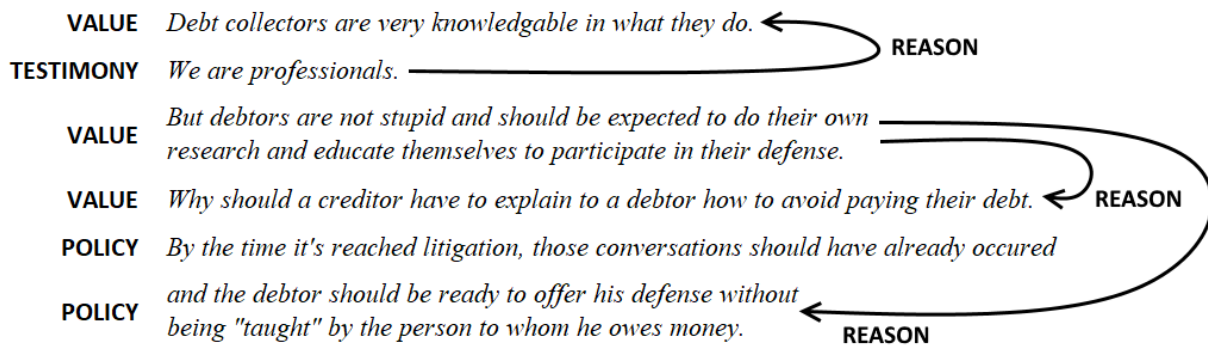 VALUE Debt collectors are very knowledgable in what they do.
REASON
TESTIMONY We are professionals.
VALUE But debtors are not stupid and should be expected to do their own
research and educate themselves to participate in their defense.
VALUE Why should a creditor have to explain to a debtor how to avoid paying their debt.
REASON
POLICY By the time it's reached litigation, those conversations should have already occured
POLICY and the debtor should be ready to offer his defense without
being "taught" by the person to whom he owes money.
REASON